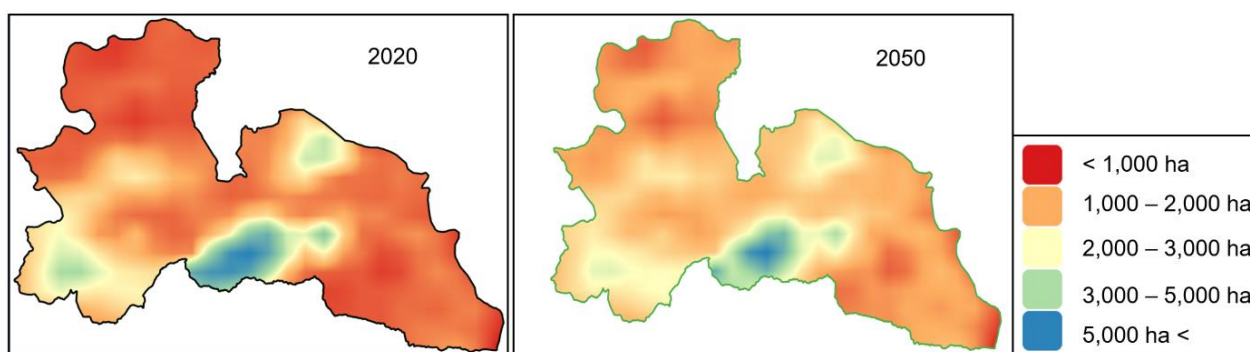 2020
2050
< 1,000 ha
1,000 – 2,000 ha
2,000 – 3,000 ha
3,000 – 5,000 ha
5,000 ha <